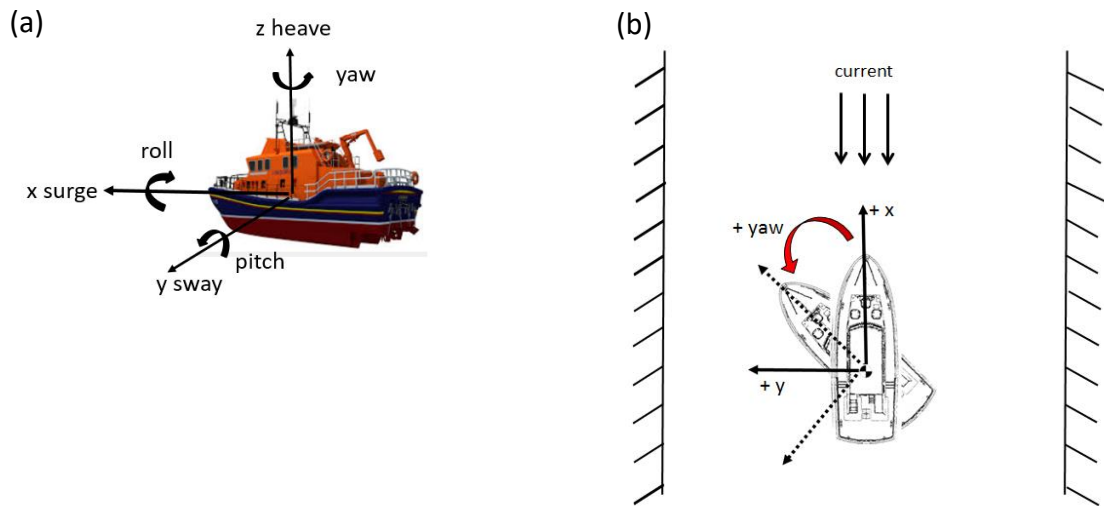 (a)
z heave
yaw
roll
x surge
pitch
y sway
(b)
current
+ x
+ yaw
+ y